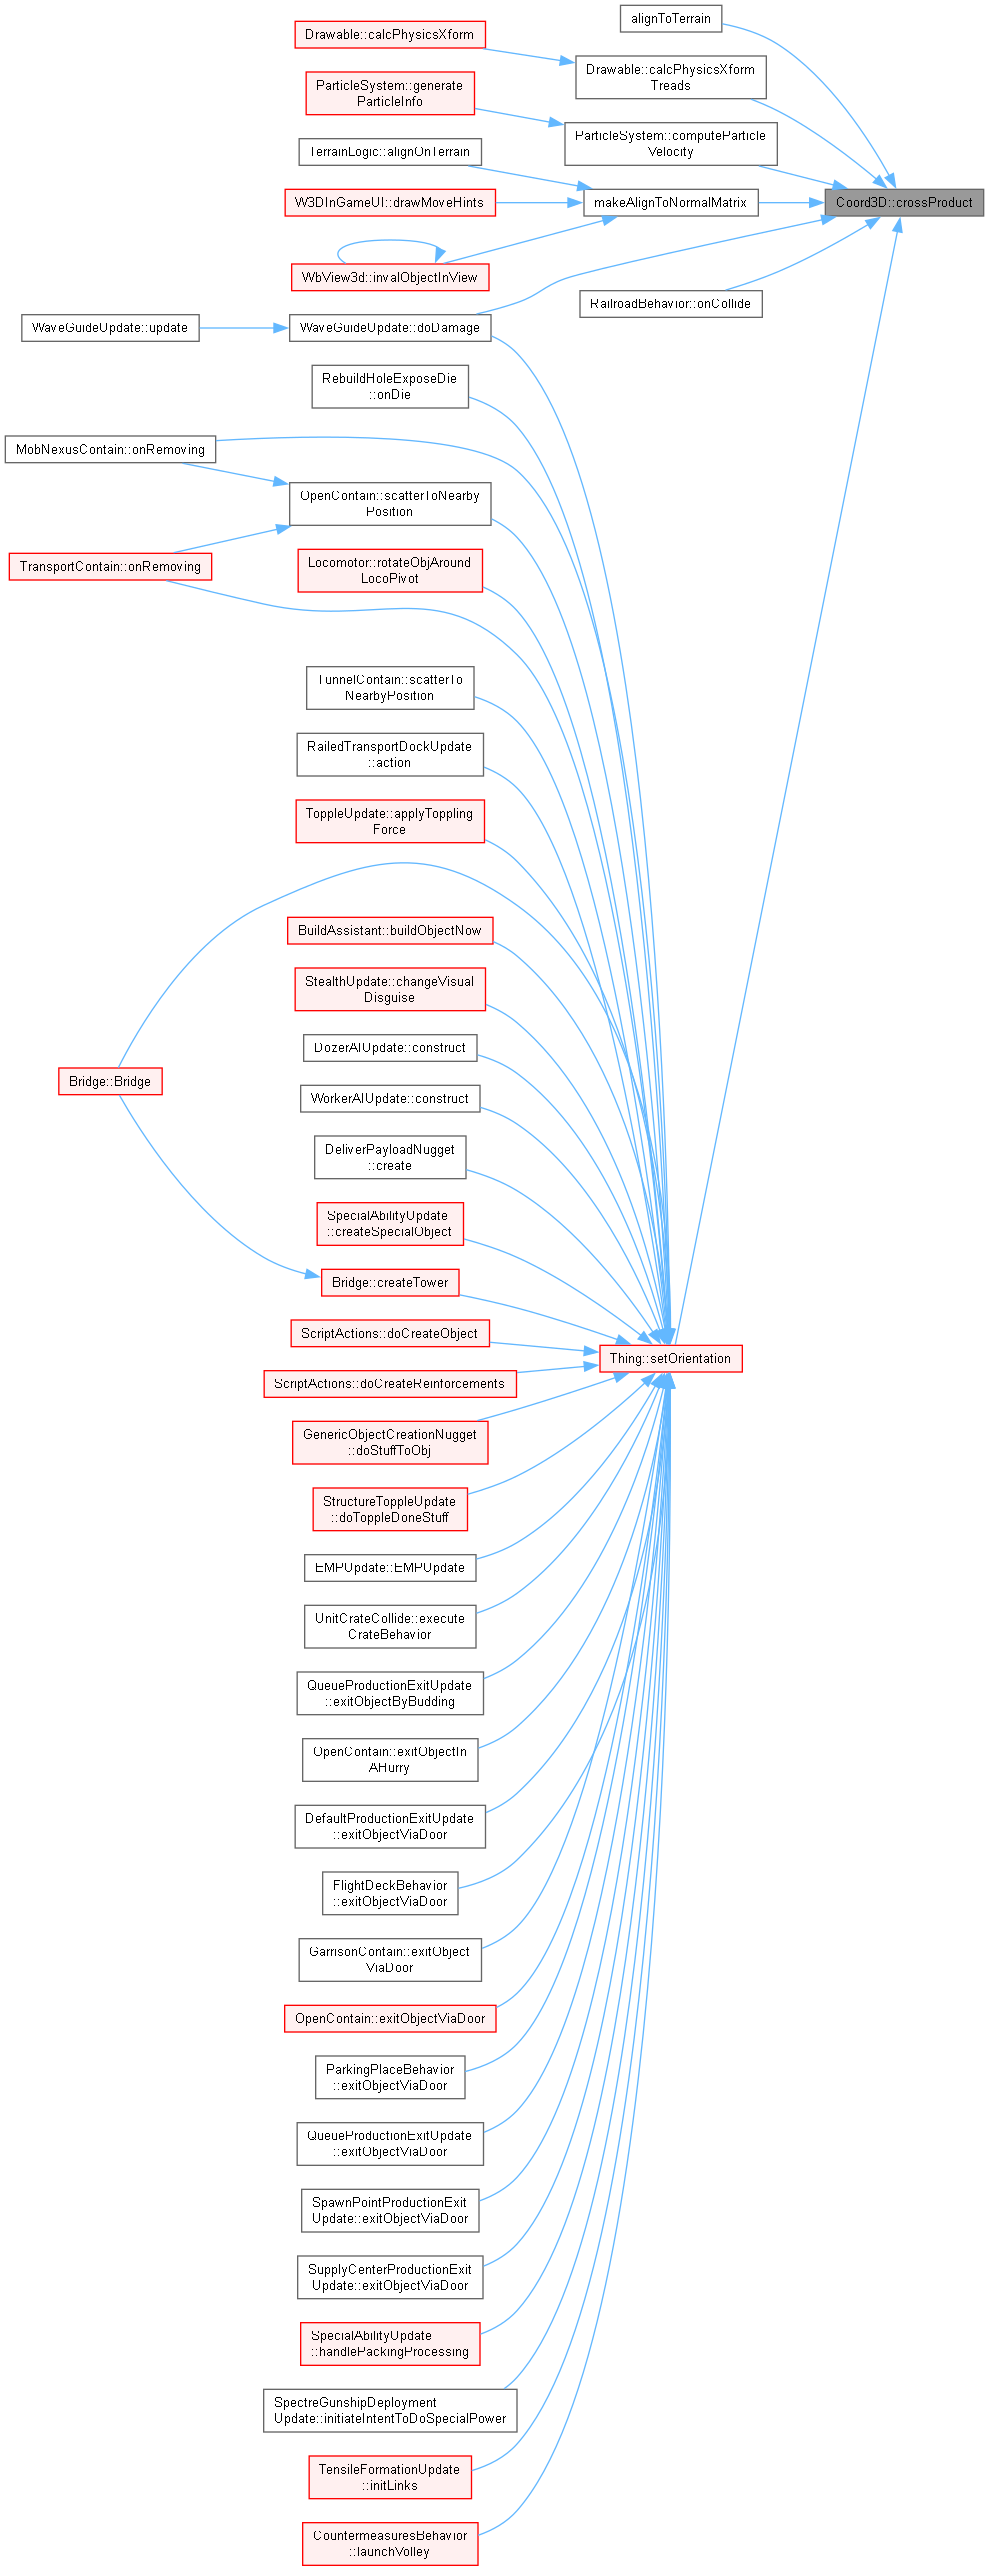 alignToTerrain
Drawable::calcPhysicsXform
Drawable::calcPhysicsXform
Treads
ParticleSystem::generate
ParticleInfo
ParticleSystem::computeParticle
Velocity
TerrainLogic::alignOnTerrain
W3DInGameUI::drawMoveHints
makeAlignToNormalMatrix
Coord3D::crossProduct
WbView3d::invalObjectInView
RailroadBehavior::onCollide
WaveGuideUpdate::update
WaveGuideUpdate::doDamage
RebuildHoleExposeDie
::onDie
MobNexusContain::onRemoving
OpenContain::scatterToNearby
Position
TransportContain::onRemoving
Locomotor::rotateObjAround
LocoPivot
TunnelContain::scatterTo
NearbyPosition
RailedTransportDockUpdate
::action
ToppleUpdate::applyToppling
Force
BuildAssistant::buildObjectNow
StealthUpdate::changeVisual
Disguise
DozerAIUpdate::construct
Bridge::Bridge
WorkerAIUpdate::construct
DeliverPayloadNugget
::create
SpecialAbilityUpdate
::createSpecialObject
Bridge::createTower
ScriptActions::doCreateObject
Thing::setOrientation
ScriptActions::doCreateReinforcements
GenericObjectCreationNugget
::doStuffToObj
StructureToppleUpdate
::doToppleDoneStuff
EMPUpdate::EMPUpdate
UnitCrateCollide::execute
CrateBehavior
QueueProductionExitUpdate
::exitObjectByBudding
OpenContain::exitObjectIn
AHurry
DefaultProductionExitUpdate
::exitObjectViaDoor
FlightDeckBehavior
::exitObjectViaDoor
GarrisonContain::exitObject
ViaDoor
OpenContain::exitObjectViaDoor
ParkingPlaceBehavior
::exitObjectViaDoor
QueueProductionExitUpdate
::exitObjectViaDoor
SpawnPointProductionExit
Update::exitObjectViaDoor
SupplyCenterProductionExit
Update::exitObjectViaDoor
SpecialAbilityUpdate
::handlePackingProcessing
SpectreGunshipDeployment
Update::initiateIntentToDoSpecialPower
TensileFormationUpdate
::initLinks
CountermeasuresBehavior
::launchVolley